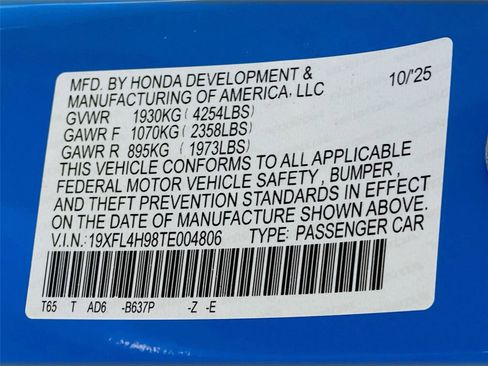 MFD. BY HONDA DEVELOPMENT &
MANUFACTURING OF AMERICA, LLC 10/'25
GVWR 1930KG ( 4254LBS )
GAWR F 1070KG ( 2358LBS )
GAWR R 895KG ( 1973LBS )
THIS VEHICLE CONFORMS TO ALL APPLICABLE
FEDERAL MOTOR VEHICLE SAFETY , BUMPER,
AND THEFT PREVENTION STANDARDS IN EFFECT
ON THE DATE OF MANUFACTURE SHOWN ABOVE.
V.I.N.: 19XFL4H98TE004806 TYPE: PASSENGER CAR
T65 T AD6 -B637P -Z -E